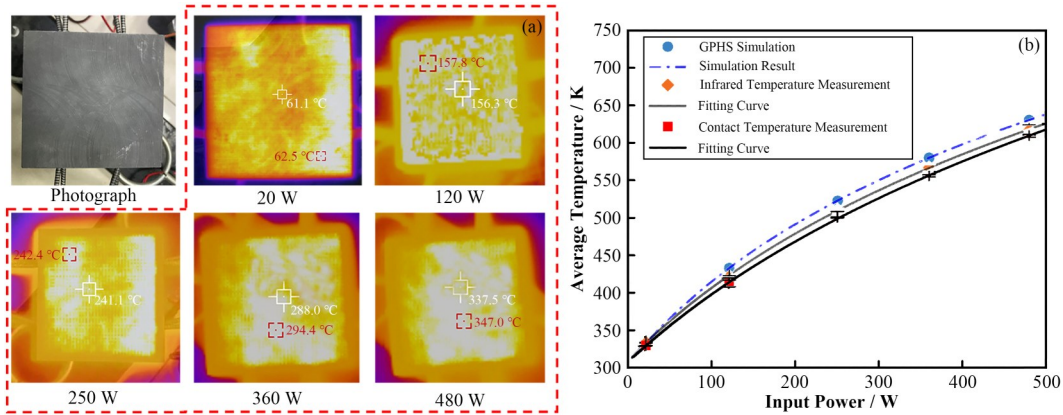 (a)
61.1 ℃
62.5 ℃
157.8 ℃
156.3 ℃
Photograph
20 W
120 W
242.4 ℃
241.1 ℃
288.0 ℃
294.4 ℃
337.5 ℃
347.0 ℃
250 W
360 W
480 W
(b)
GPHS Simulation
Simulation Result
Infrared Temperature Measurement
Fitting Curve
Contact Temperature Measurement
Fitting Curve
Average Temperature / K
750
700
650
600
550
500
450
400
350
300
0
100
200
300
400
500
Input Power / W